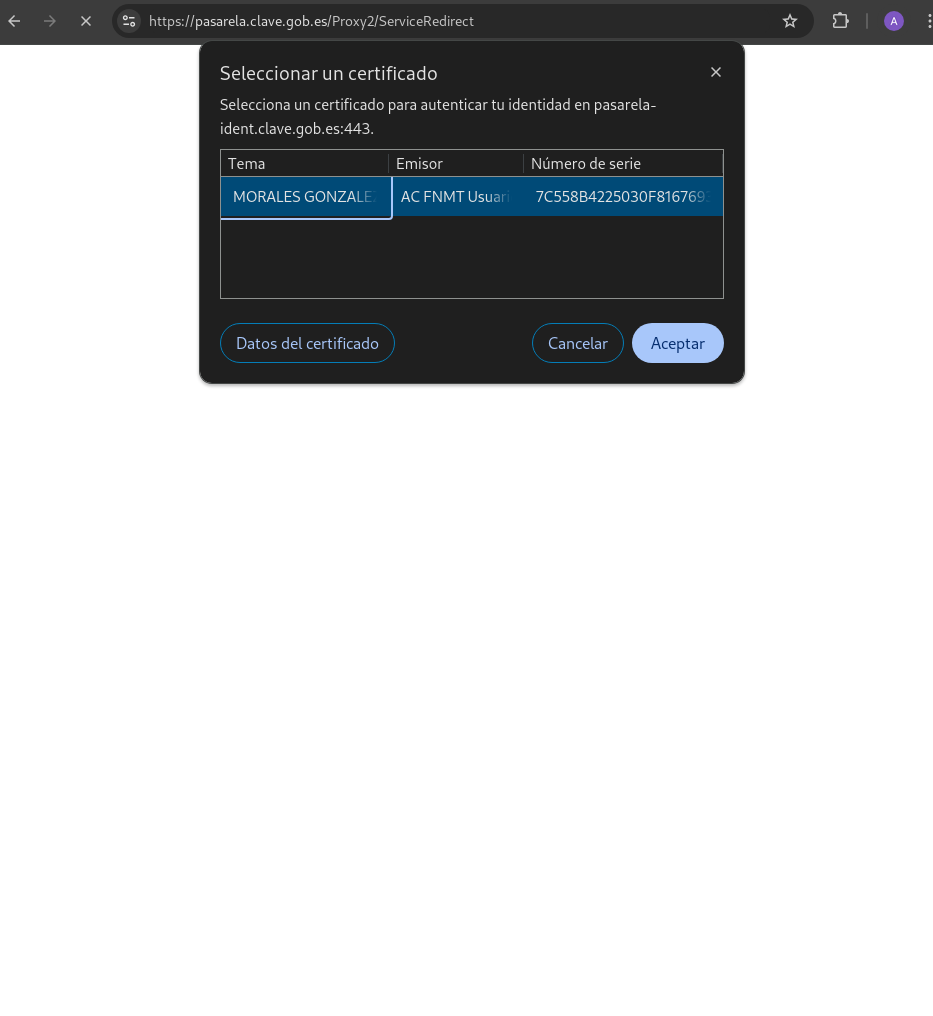 https://pasarela.clave.gob.es/Proxy2/ServiceRedirect
A
Seleccionar un certificado
Selecciona un certificado para autenticar tu identidad en pasarela-
ident.clave.gob.es:443.
Tema Emisor Número de serie
MORALES GONZALEZ AC FNMT Usuari 7C558B4225030F816769
Datos del certificado Cancelar Aceptar